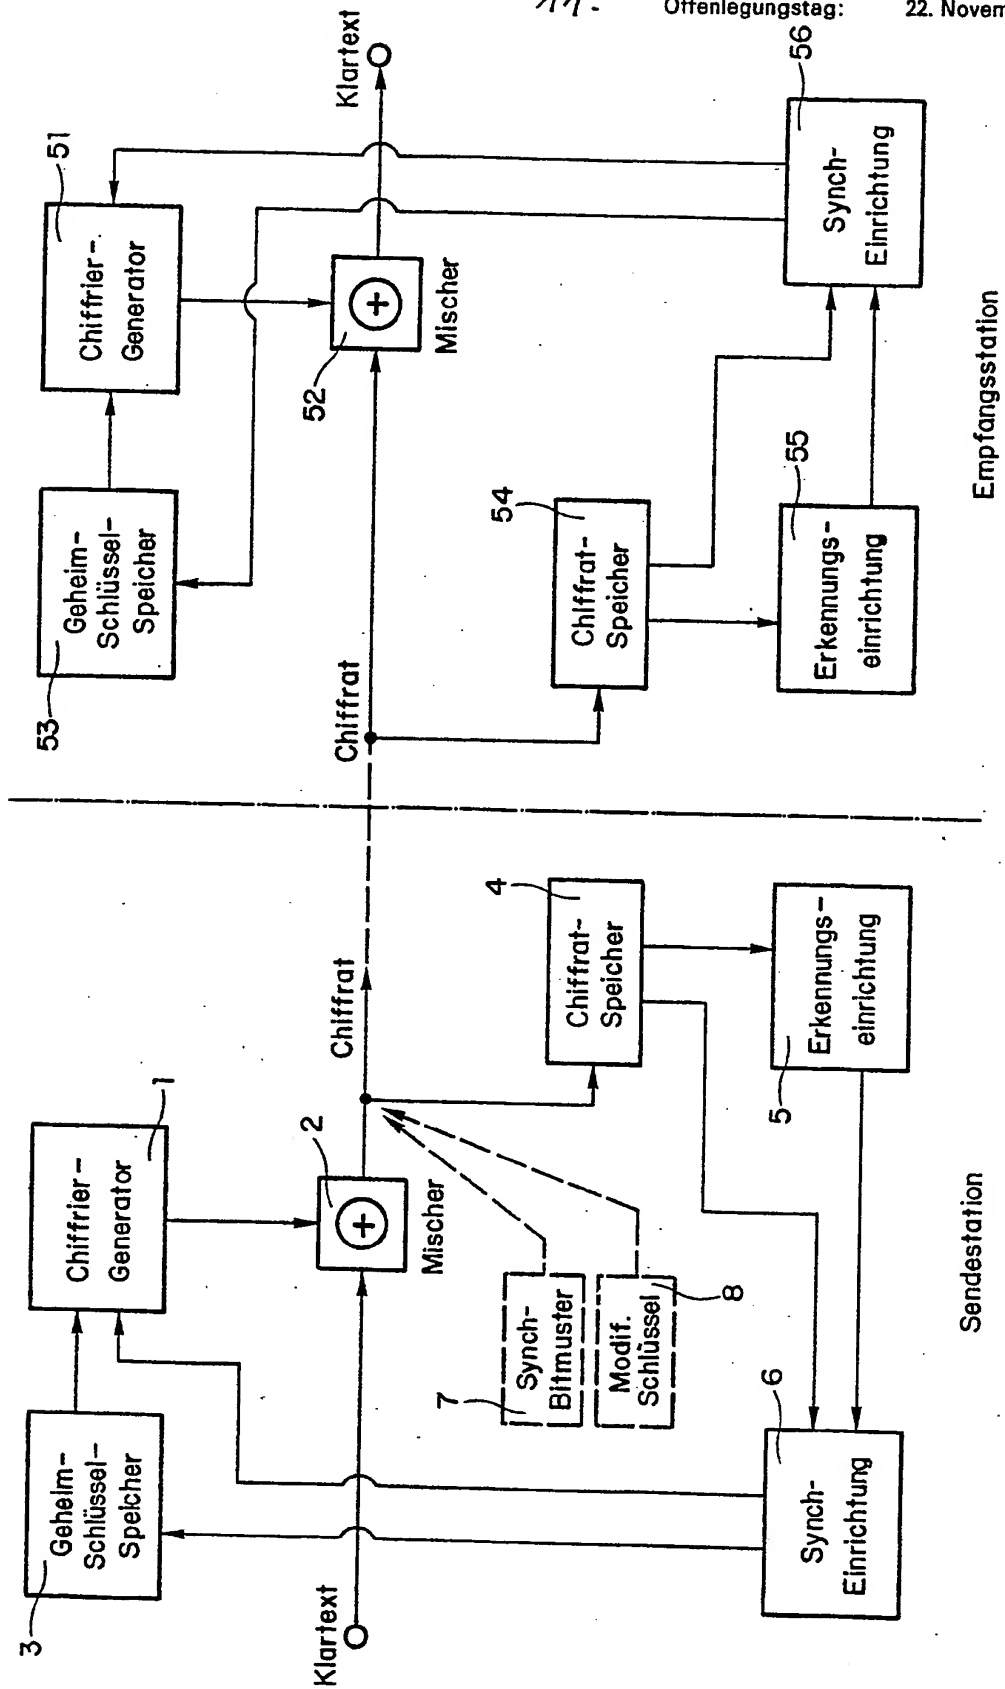 Offenlegungstag: 22.
Klartext
3
Geheim-
Schlüssel-
Speicher
Chiffrier-
Generator
1
2
Mischer
Chiffrat
7
Synch-
Bitmuster
Modif.
Schlüssel
8
4
Chiffrat-
Speicher
5
Erkennungs-
einrichtung
6
Synch-
Einrichtung
Sendestation
Chiffrat
53
Geheim-
Schlüssel-
Speicher
51
Chiffrier-
Generator
52
Mischer
Klartext
54
Chiffrat-
Speicher
55
Erkennungs-
einrichtung
56
Synch-
Einrichtung
Empfangsstation